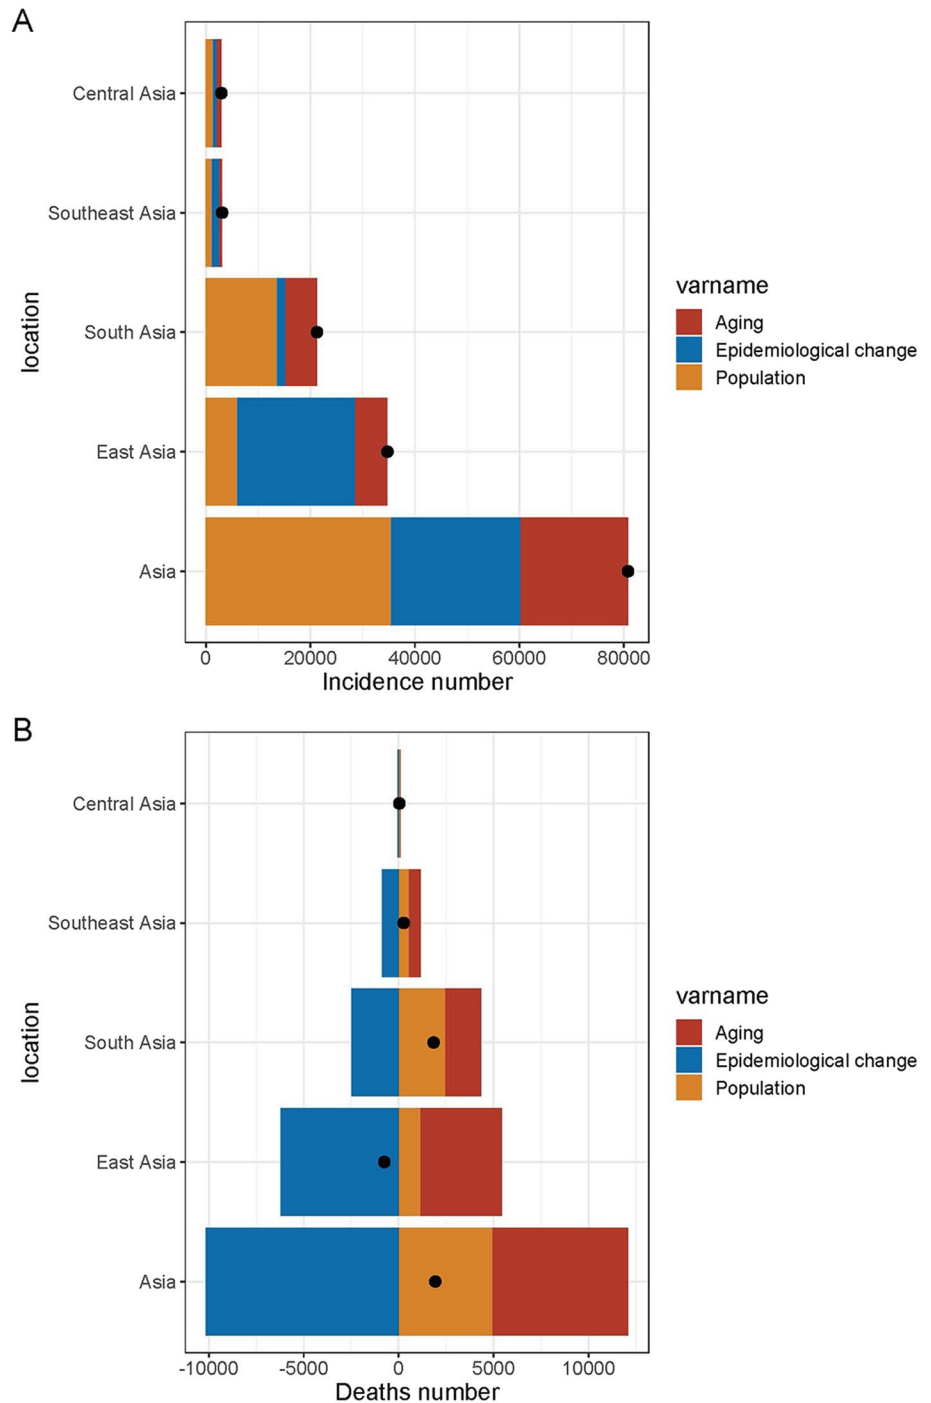 A
Central Asia
Southeast Asia
South Asia
East Asia
Asia
location
0 20000 40000 60000 80000
Incidence number
varname
Aging
Epidemiological change
Population
B
Central Asia
Southeast Asia
South Asia
East Asia
Asia
location
-10000 -5000 0 5000 10000
Deaths number
varname
Aging
Epidemiological change
Population